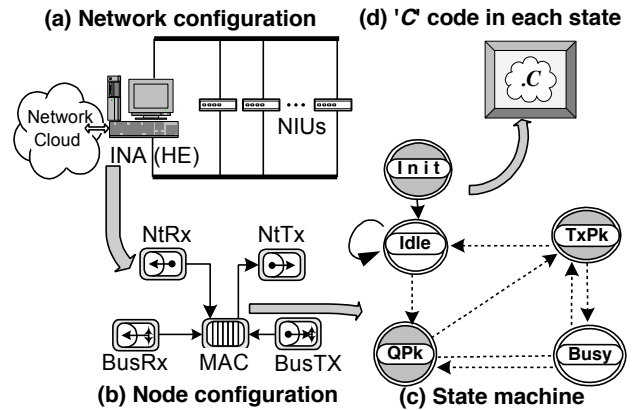 (a) Network configuration
(d) 'C' code in each state
Network
Cloud
INA (HE)
NIUs
.C
Init
NtRx
NtTx
Idle
TxPk
BusRx
MAC
BusTX
QPk
Busy
(b) Node configuration
(c) State machine